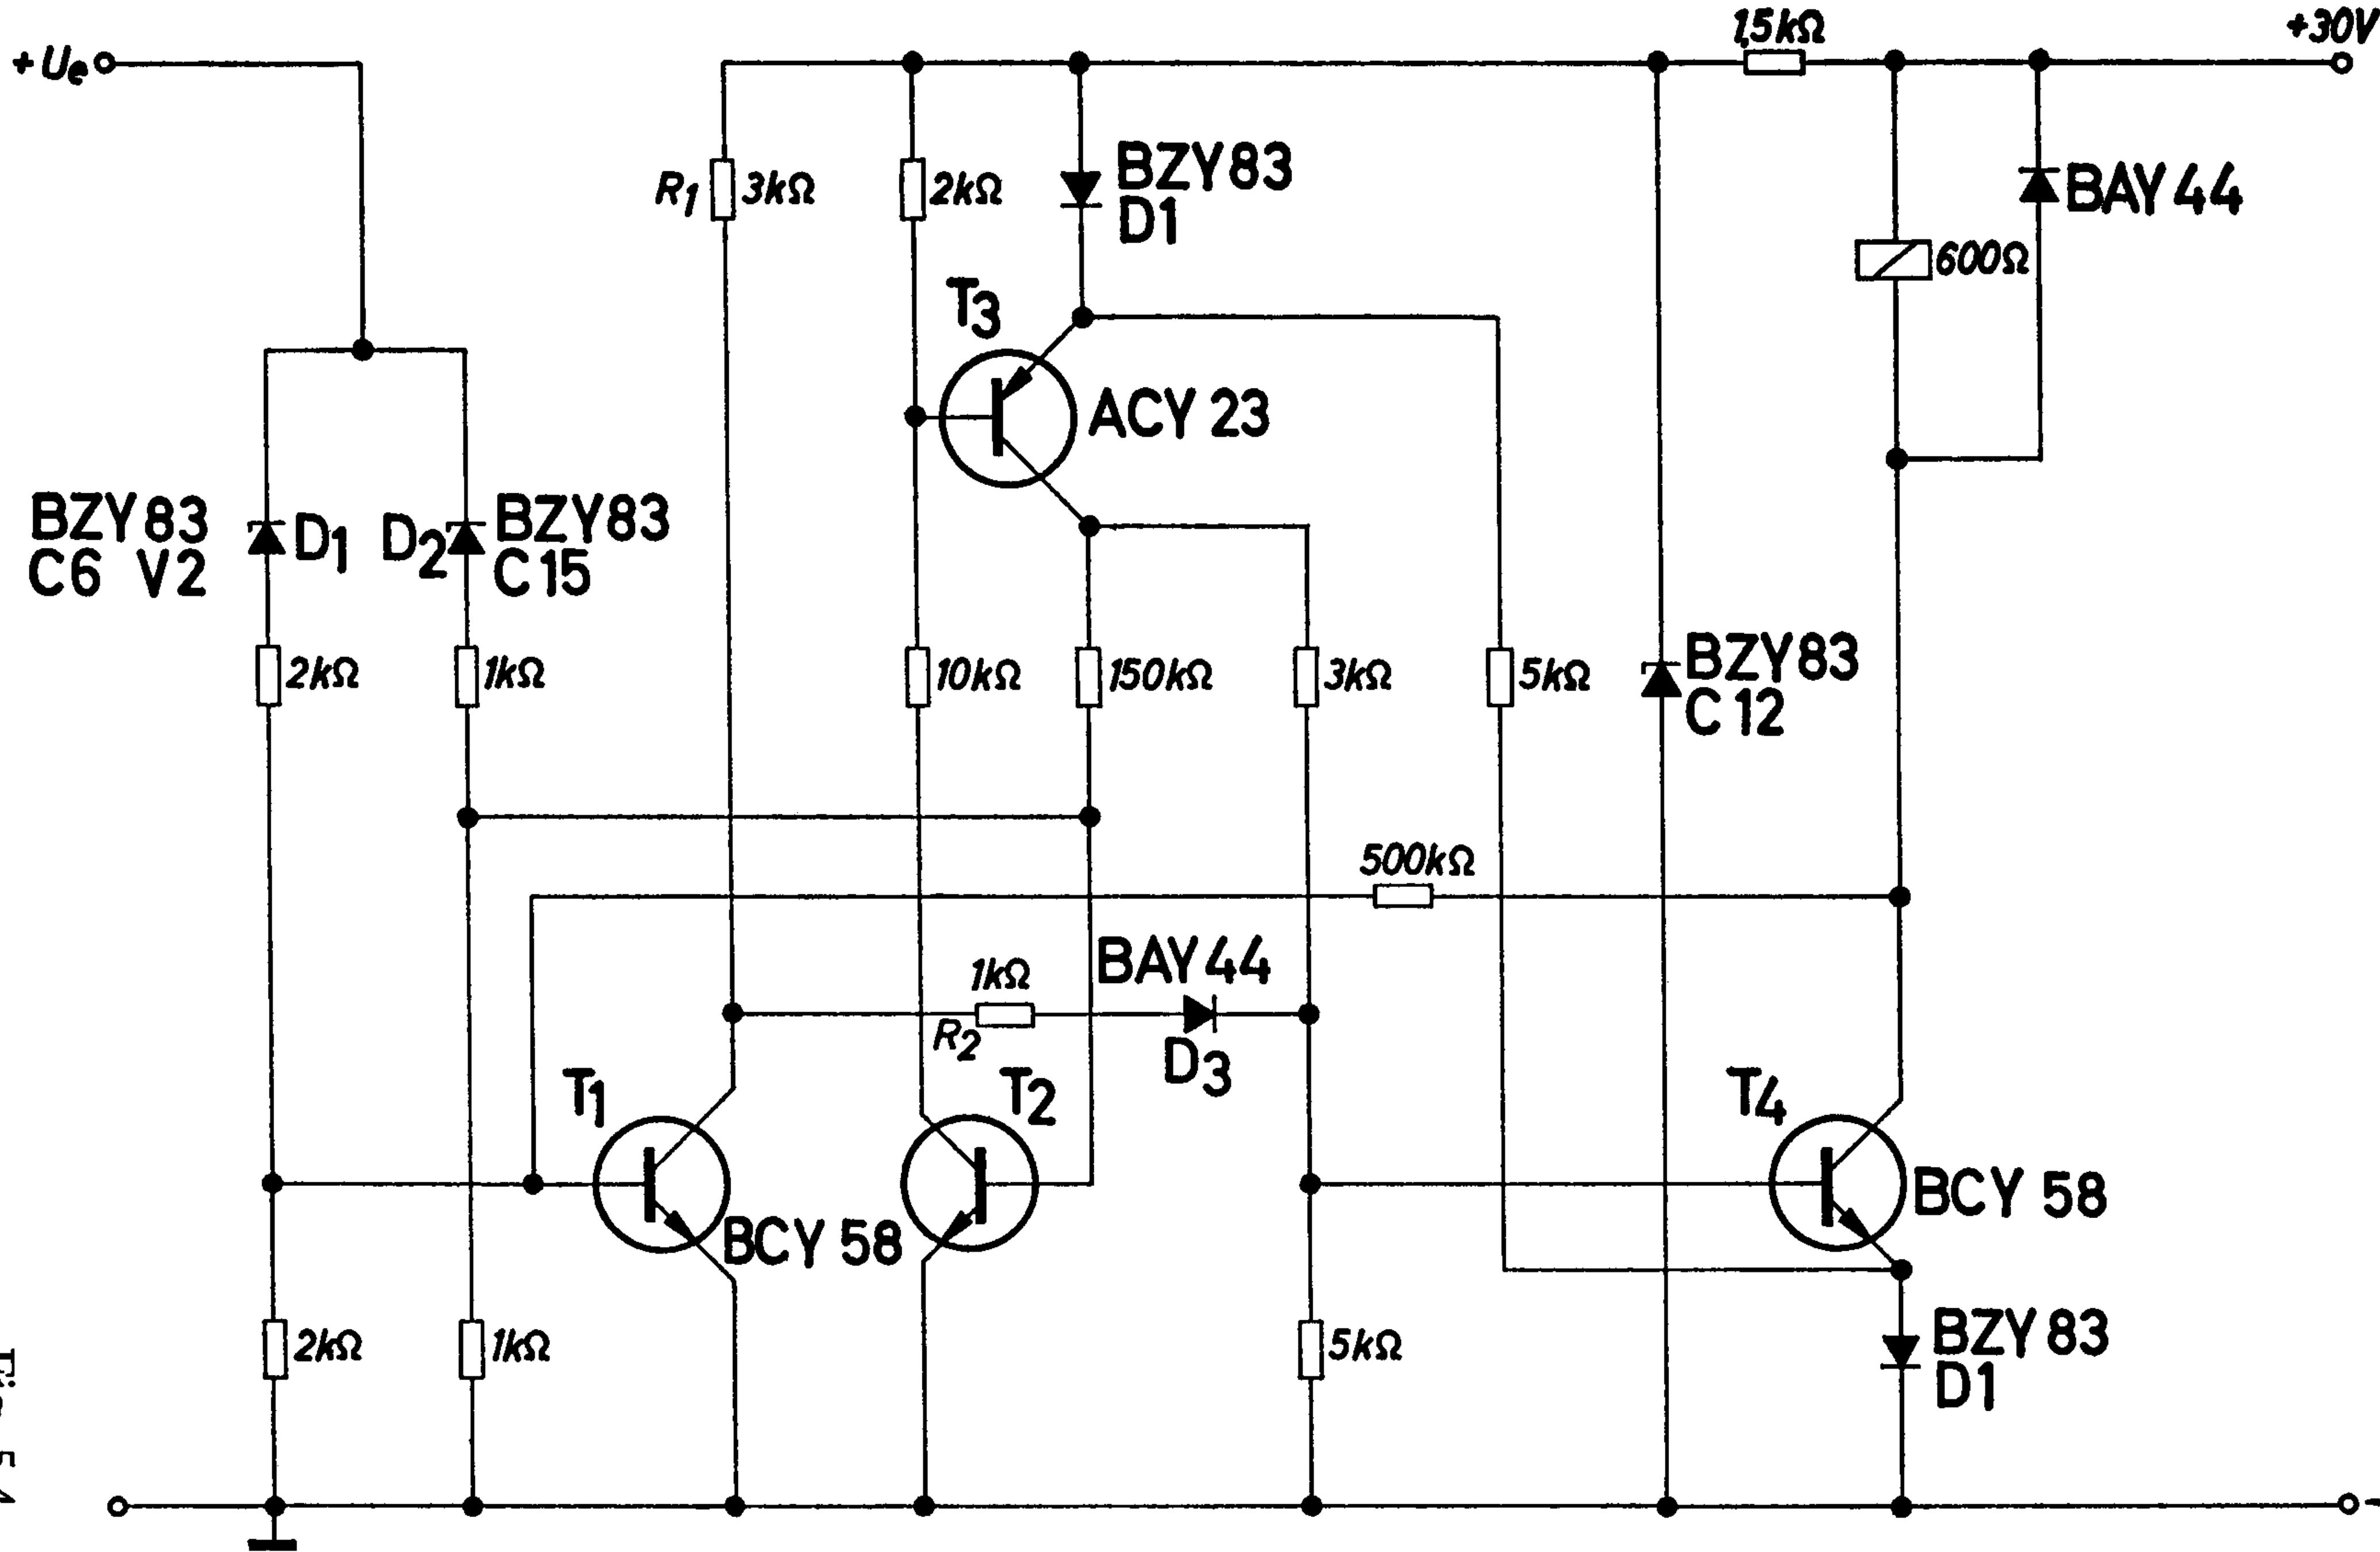 +Ue
1,5kΩ
+30V
R1
3kΩ
2kΩ
BZY83
D1
BAY44
600Ω
T3
ACY 23
BZY83
C6 V2
D1
D2
BZY83
C15
2kΩ
1kΩ
10kΩ
150kΩ
3kΩ
5kΩ
BZY83
C 12
500kΩ
1kΩ
R2
BAY44
D3
T1
BCY 58
T2
T4
BCY 58
2kΩ
1kΩ
5kΩ
BZY83
D1
-